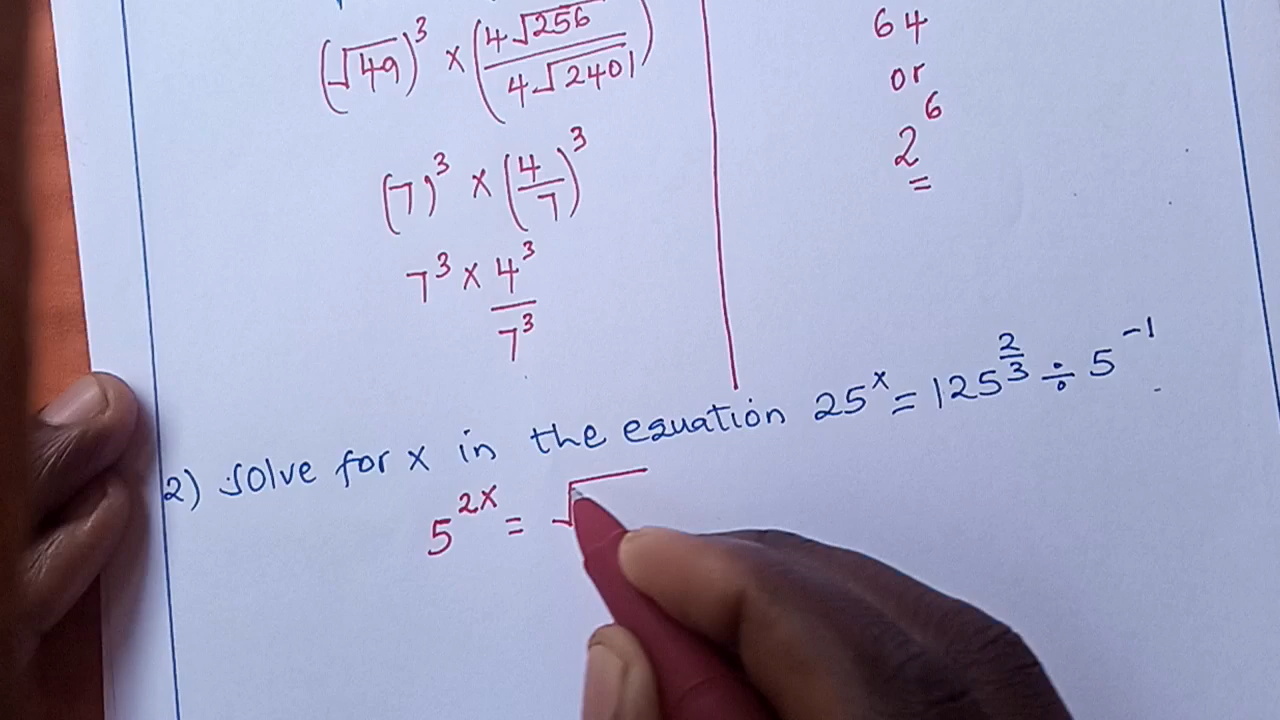 (√49)³ × (4√256 / 4√2401)
(7)³ × (4/7)³
7³ × 4³/7³
64
or
2⁶
=
2) Solve for x in the equation 25ˣ = 125^(2/3) ÷ 5⁻¹
5²ˣ = √